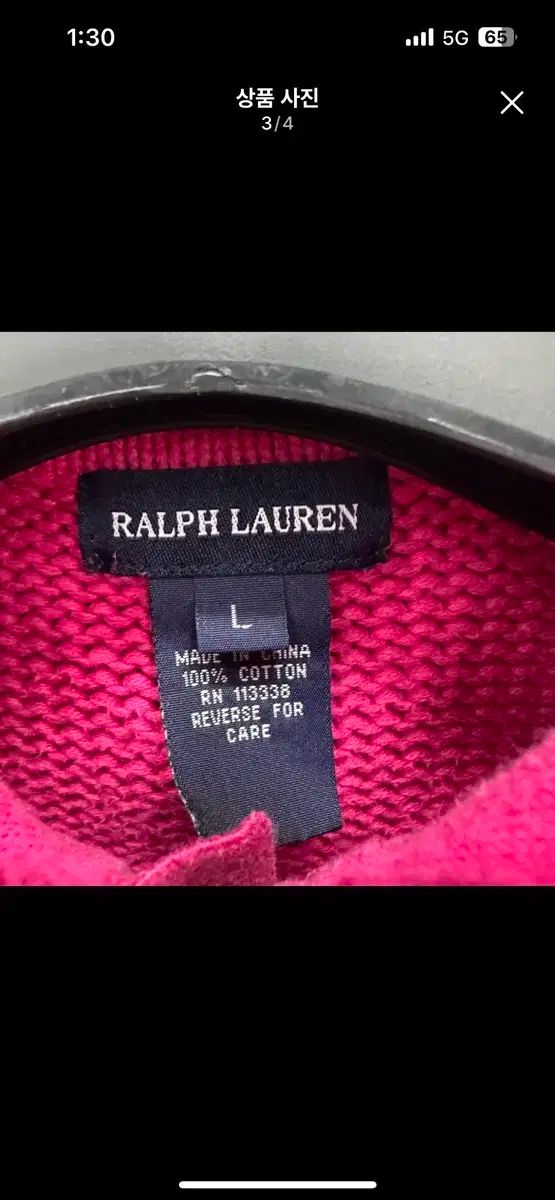 1:30
5G
65
상품 사진
3/4
RALPH LAUREN
L
MADE IN CHINA
100% COTTON
RN 113338
REVERSE FOR
CARE